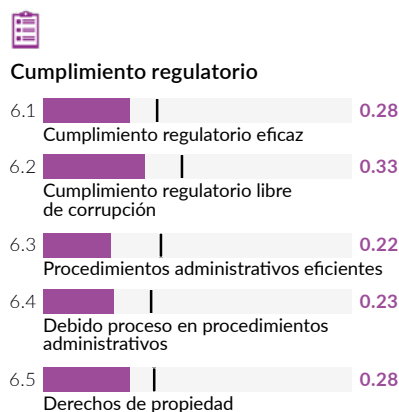 Cumplimiento regulatorio
6.1 0.28
Cumplimiento regulatorio eficaz
6.2 0.33
Cumplimiento regulatorio libre
de corrupción
6.3 0.22
Procedimientos administrativos eficientes
6.4 0.23
Debido proceso en procedimientos
administrativos
6.5 0.28
Derechos de propiedad